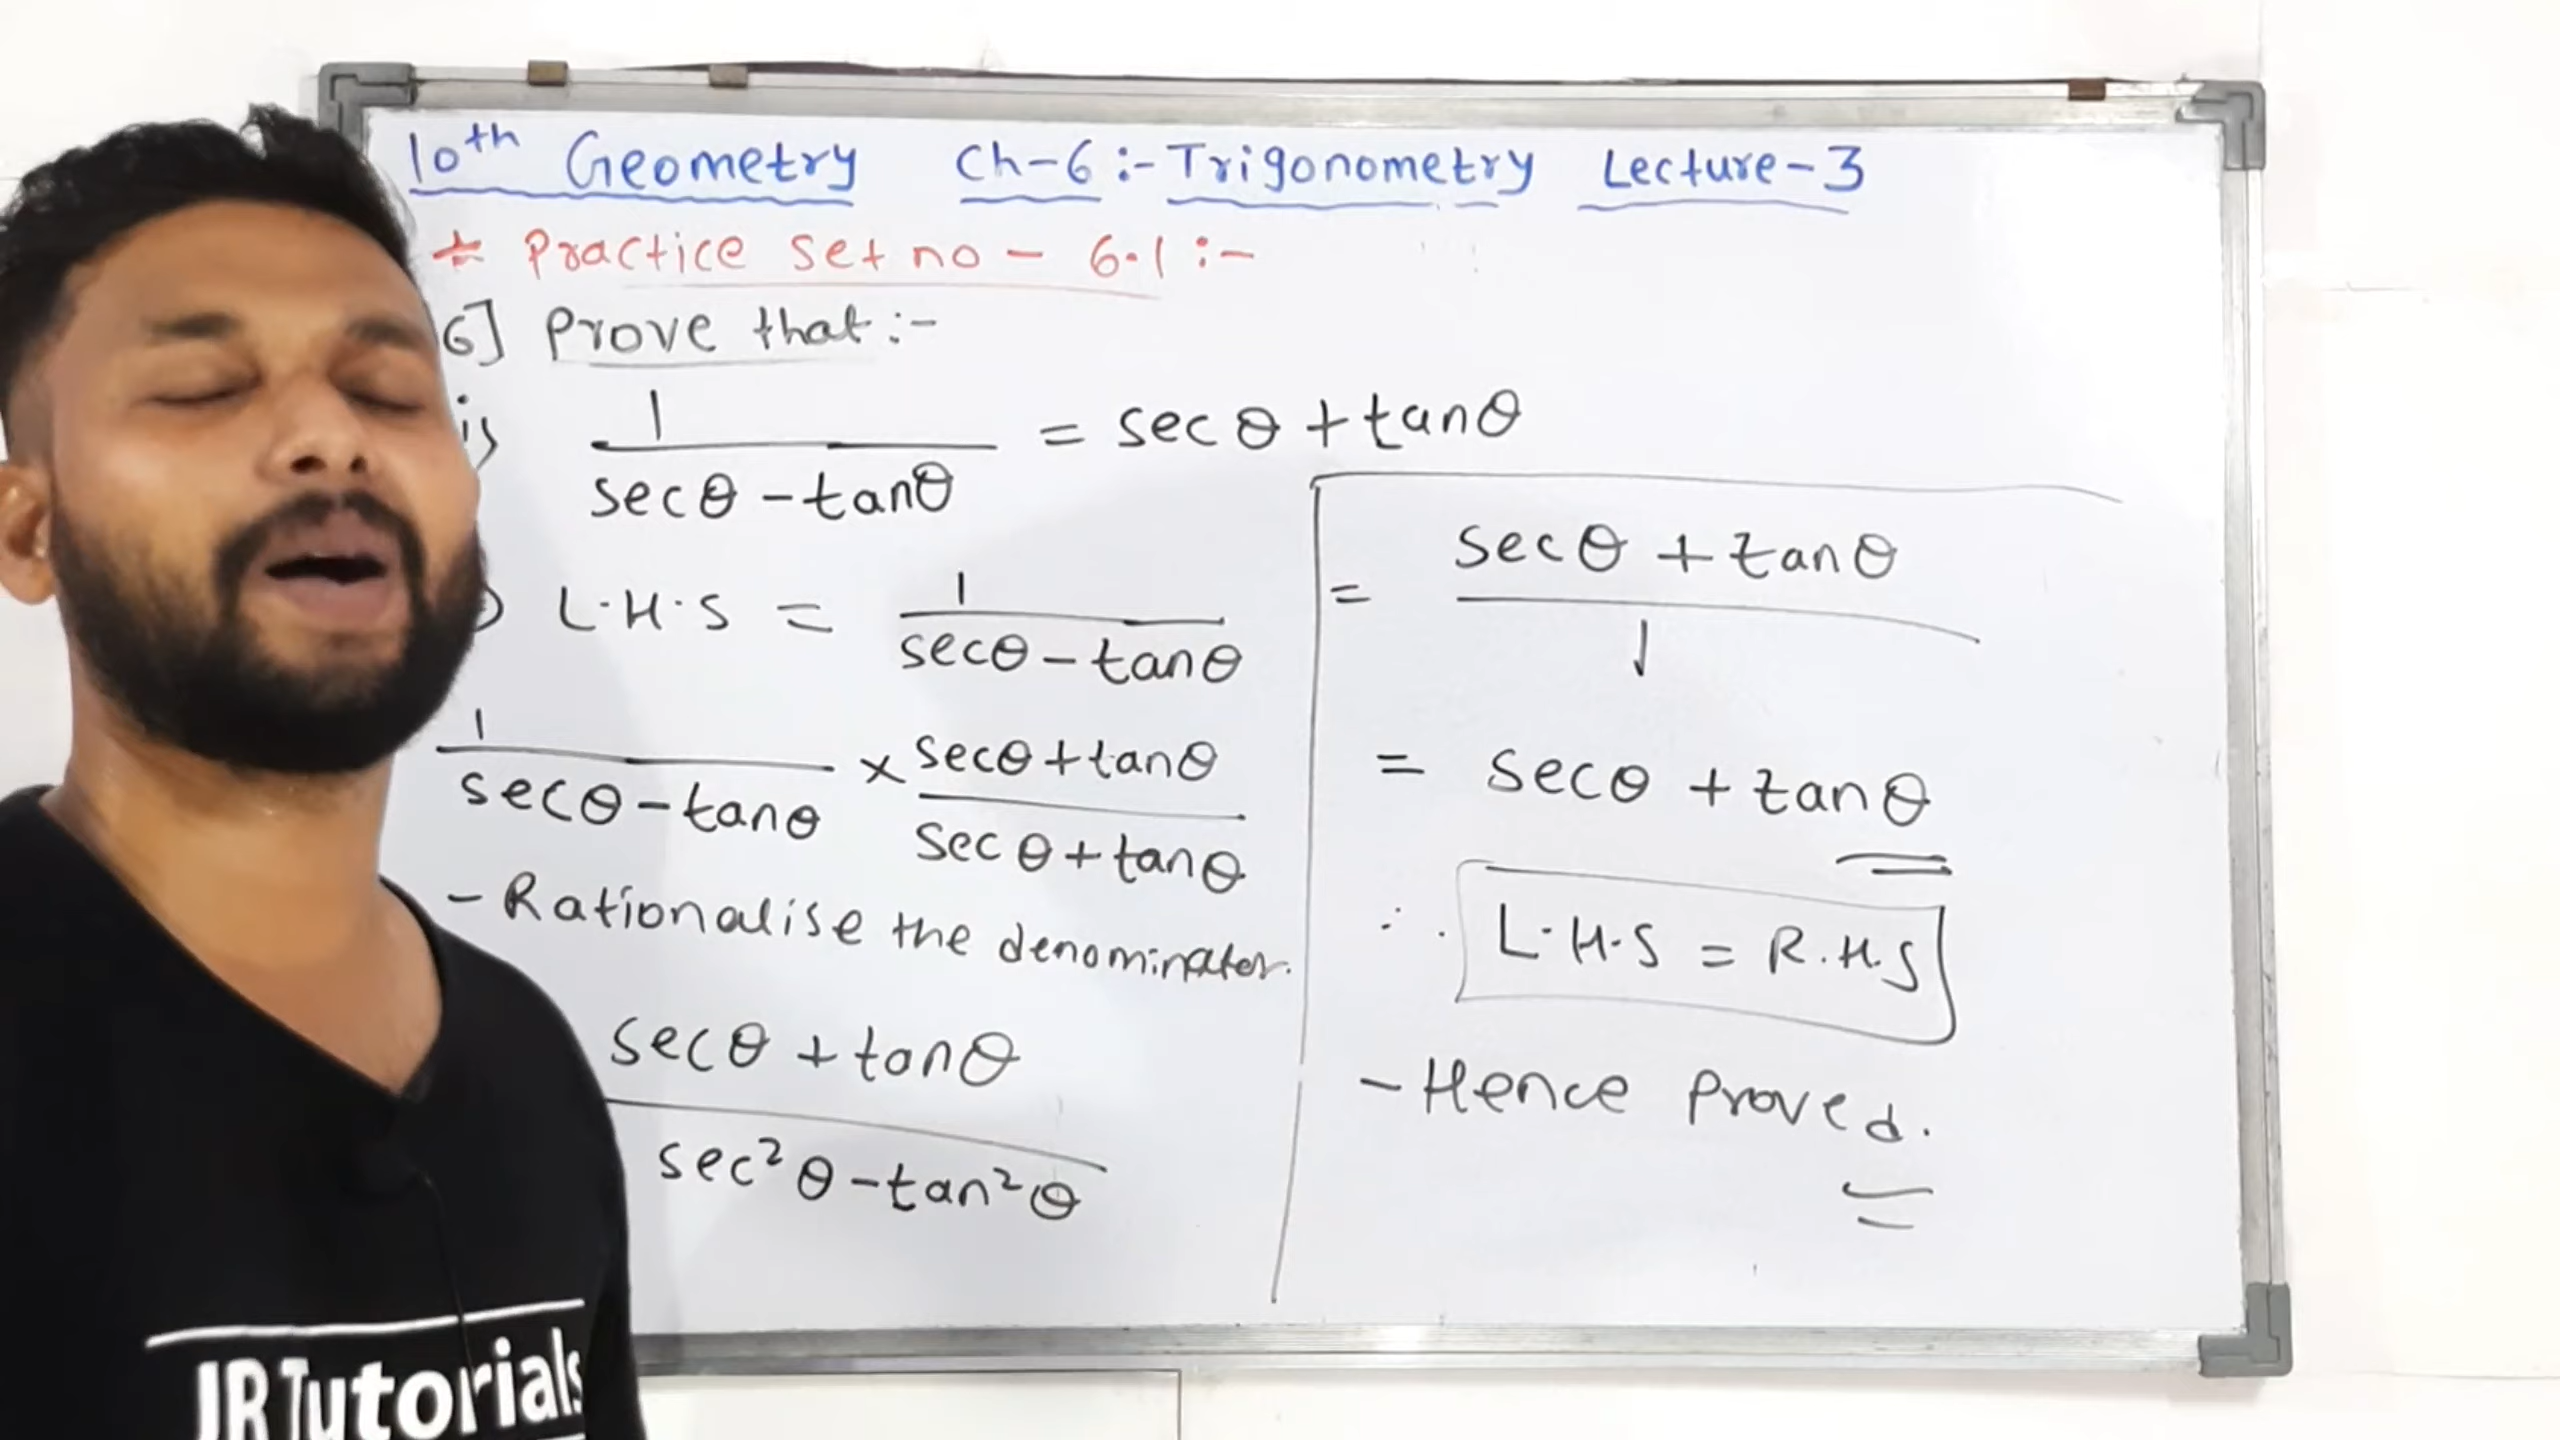 10th Geometry Ch-6:- Trigonometry Lecture-3
* Practice set no - 6.1 :-
6] Prove that:-
i) 1 / secθ - tanθ = secθ + tanθ
L.H.S = 1 / secθ - tanθ
1 / secθ - tanθ × secθ + tanθ / secθ + tanθ
- Rationalise the denominator.
secθ + tanθ / sec²θ - tan²θ
= secθ + tanθ / 1
= secθ + tanθ
∴ L.H.S = R.H.S
- Hence Proved.
JR Tutorials